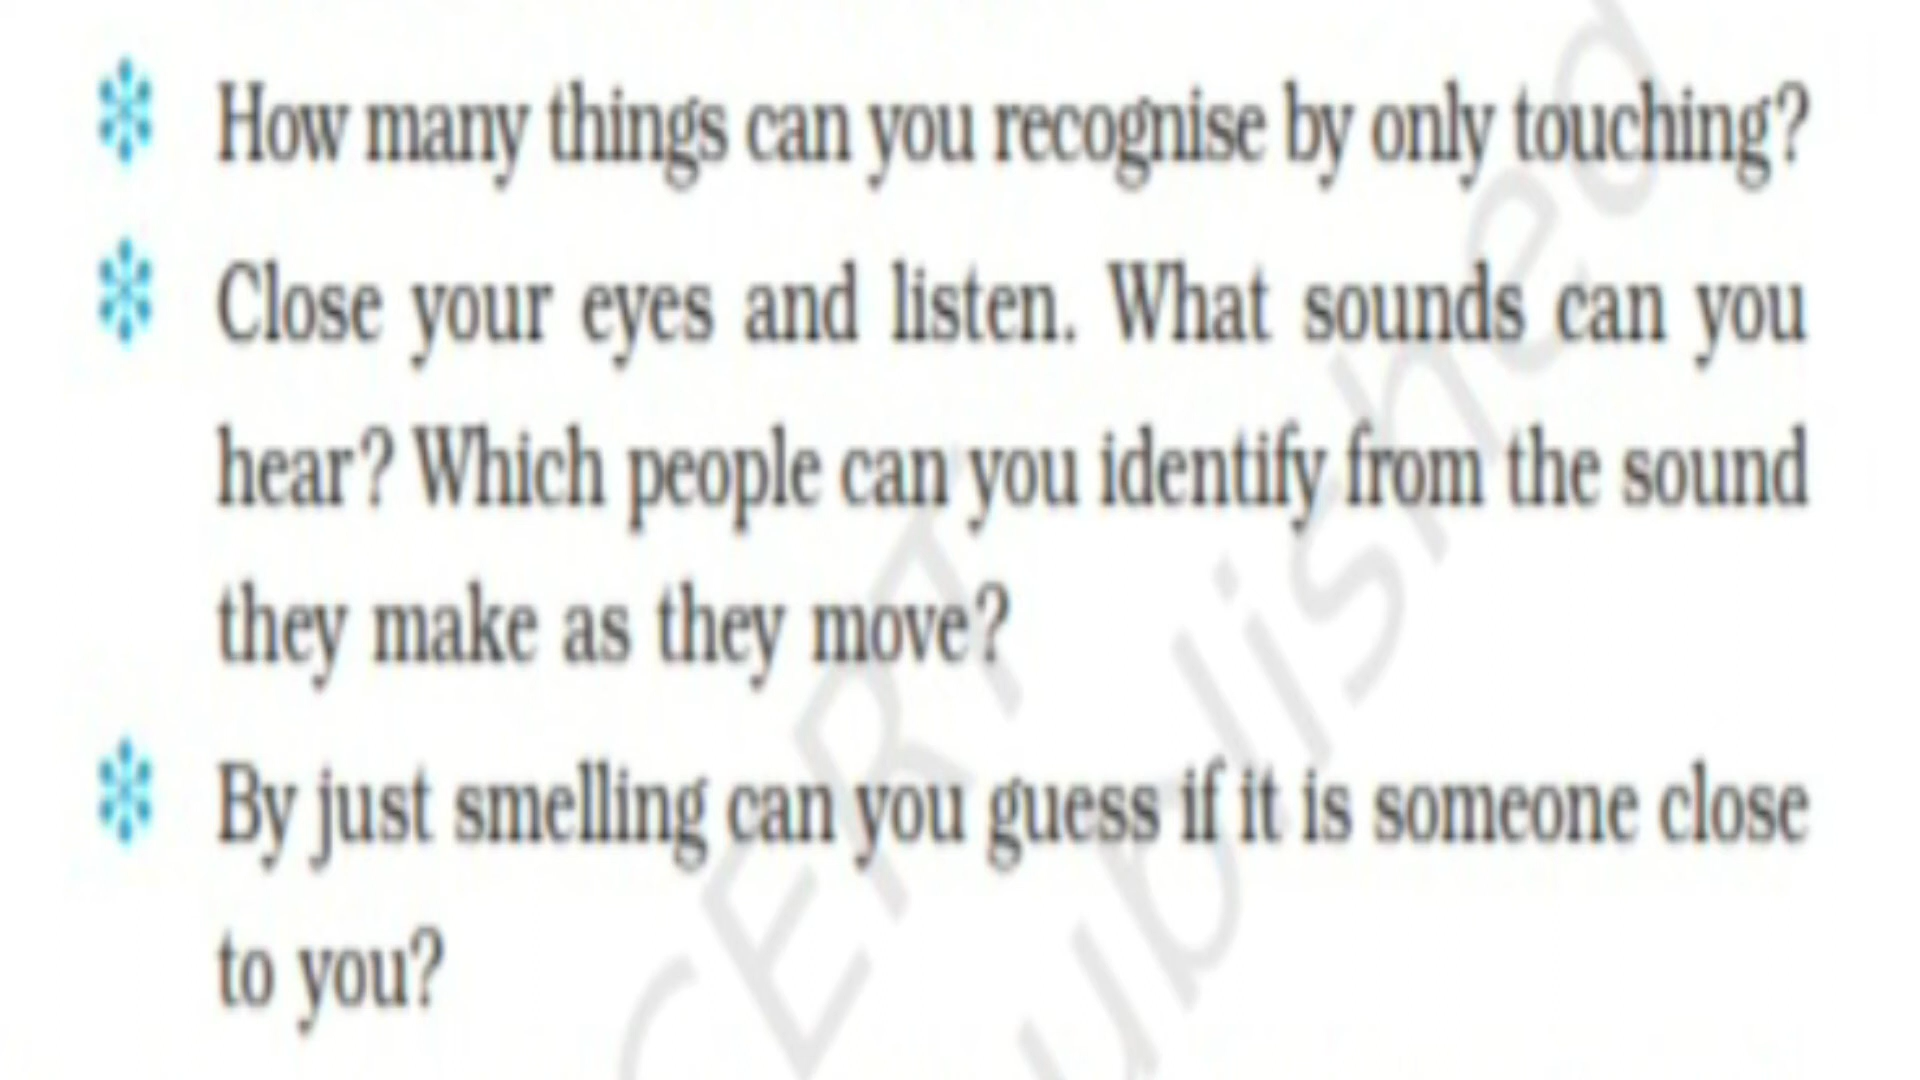 How many things can you recognise by only touching?
Close your eyes and listen. What sounds can you
hear? Which people can you identify from the sound
they make as they move?
By just smelling can you guess if it is someone close
to you?